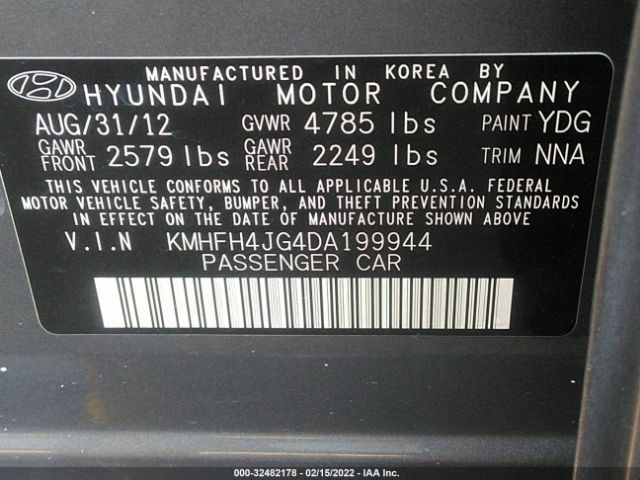 MANUFACTURED IN KOREA BY
HYUNDAI MOTOR COMPANY
AUG/31/12 GVWR 4785 lbs PAINT YDG
GAWR FRONT 2579 lbs GAWR REAR 2249 lbs TRIM NNA
THIS VEHICLE CONFORMS TO ALL APPLICABLE U.S.A. FEDERAL
MOTOR VEHICLE SAFETY, BUMPER, AND THEFT PREVENTION STANDARDS
IN EFFECT ON THE DATE OF MANUFACTURE SHOWN ABOVE
V.I.N KMHFH4JG4DA199944
PASSENGER CAR
000-32482178 - 02/15/2022 - IAA Inc.